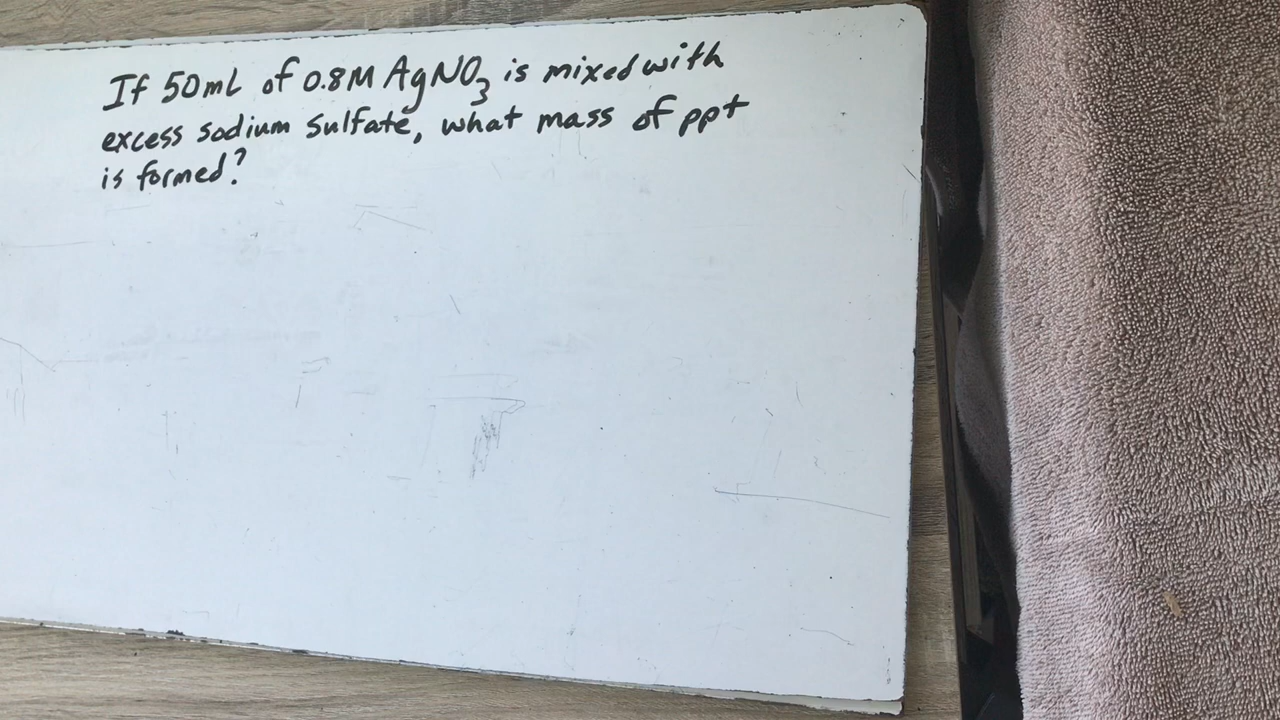 If 50mL of 0.8M AgNO₃ is mixed with
excess sodium sulfate, what mass of ppt
is formed?